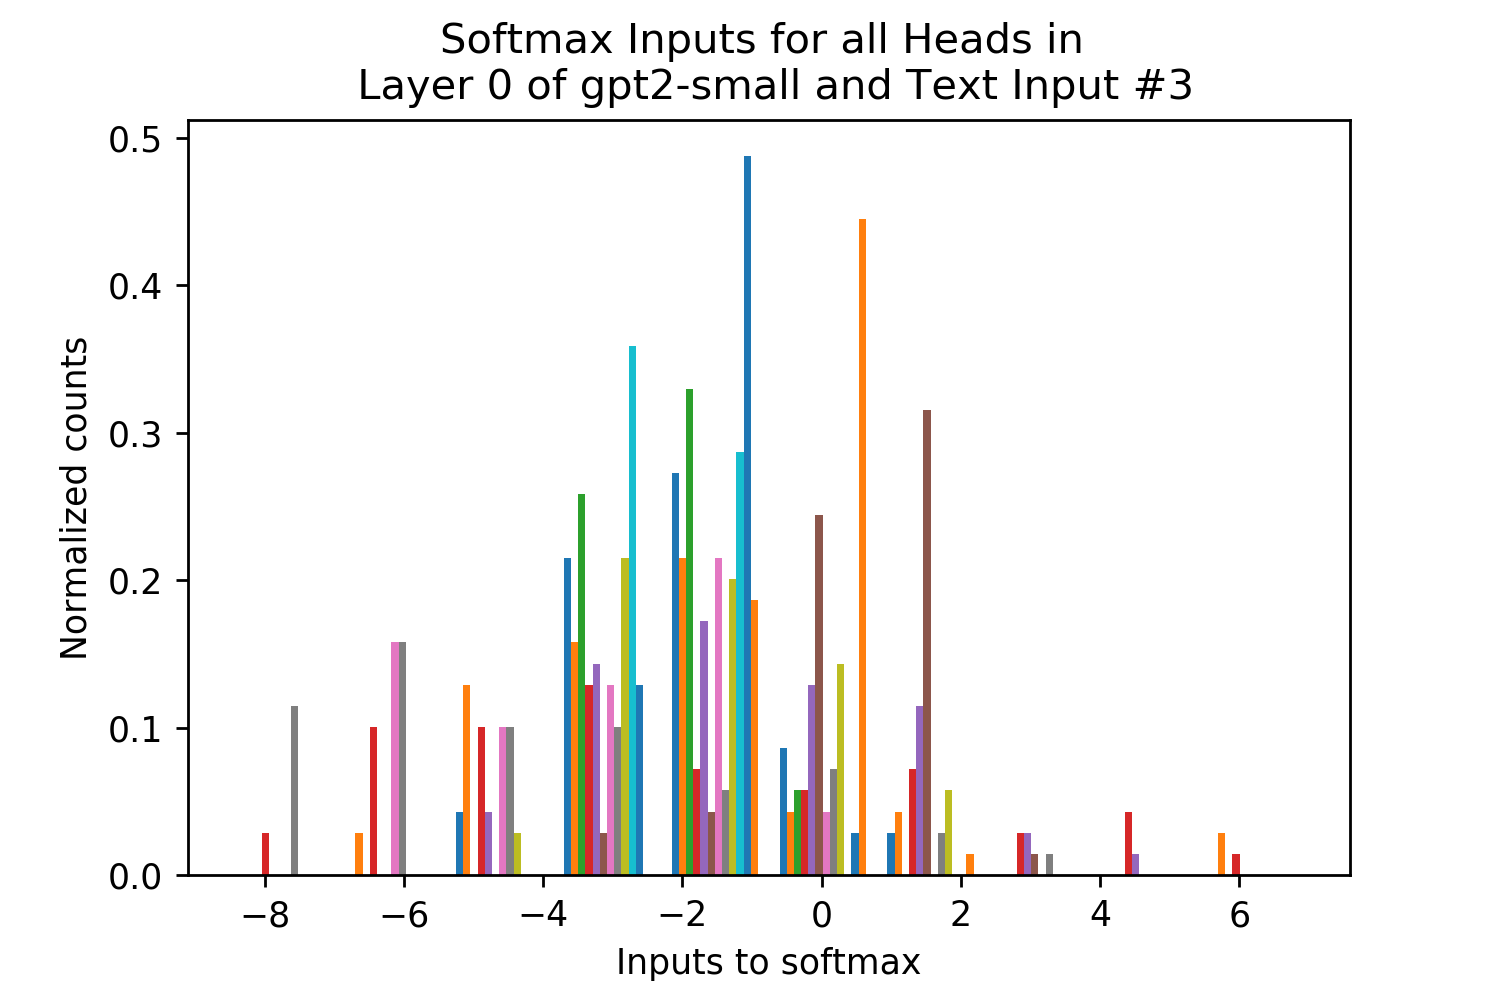 Softmax Inputs for all Heads in
Layer 0 of gpt2-small and Text Input #3
0.5
0.4
0.3
0.2
0.1
0.0
Normalized counts
−8 −6 −4 −2 0 2 4 6
Inputs to softmax